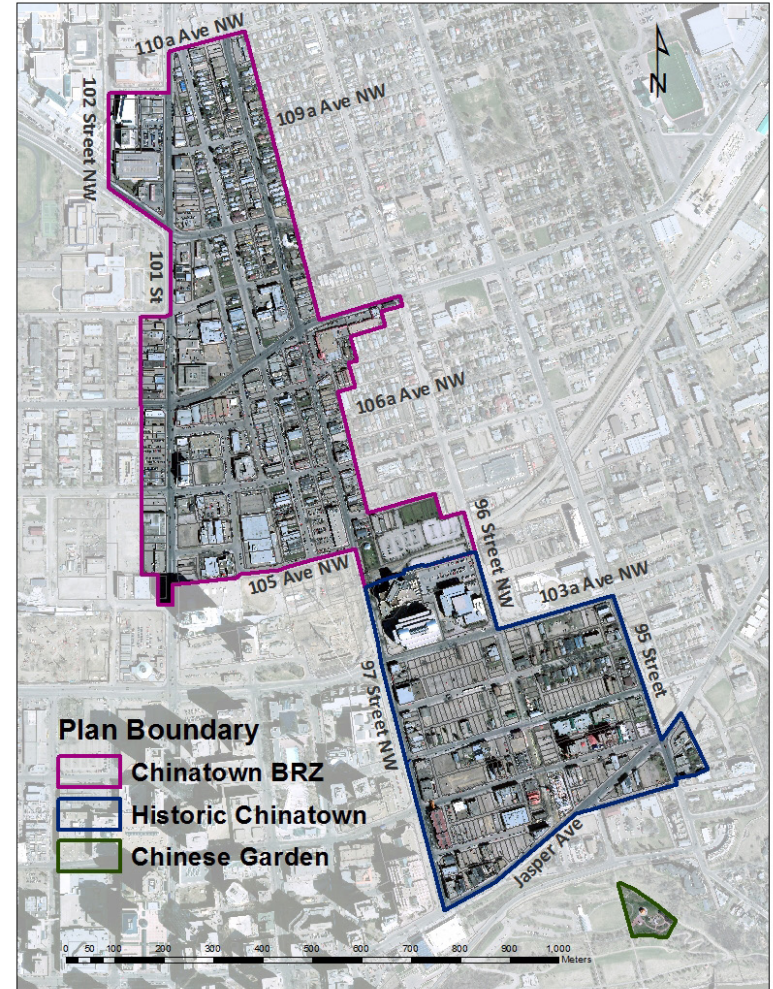 110a Ave NW
102 Street NW
109a Ave NW
N
101 St
106a Ave NW
96 Street NW
105 Ave NW
103a Ave NW
95 Street
97 Street NW
Plan Boundary
Chinatown BRZ
Historic Chinatown
Chinese Garden
Jasper Ave
0 50 100 200 300 400 500 600 700 800 900 1,000
Meters